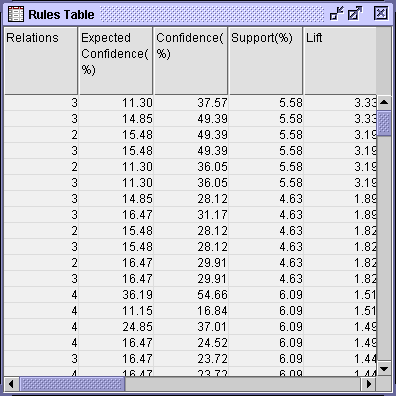 Rules Table
Relations Expected Confidence(%) Confidence(%) Support(%) Lift
3 11.30 37.57 5.58 3.33
3 14.85 49.39 5.58 3.33
2 15.48 49.39 5.58 3.19
3 15.48 49.39 5.58 3.19
2 11.30 36.05 5.58 3.19
3 11.30 36.05 5.58 3.19
3 14.85 28.12 4.63 1.89
3 16.47 31.17 4.63 1.89
2 15.48 28.12 4.63 1.82
3 15.48 28.12 4.63 1.82
2 16.47 29.91 4.63 1.82
3 16.47 29.91 4.63 1.82
4 36.19 54.66 6.09 1.51
4 11.15 16.84 6.09 1.51
4 24.85 37.01 6.09 1.49
4 16.47 24.52 6.09 1.49
3 16.47 23.72 6.09 1.44
4 16.47 23.72 6.09 1.44